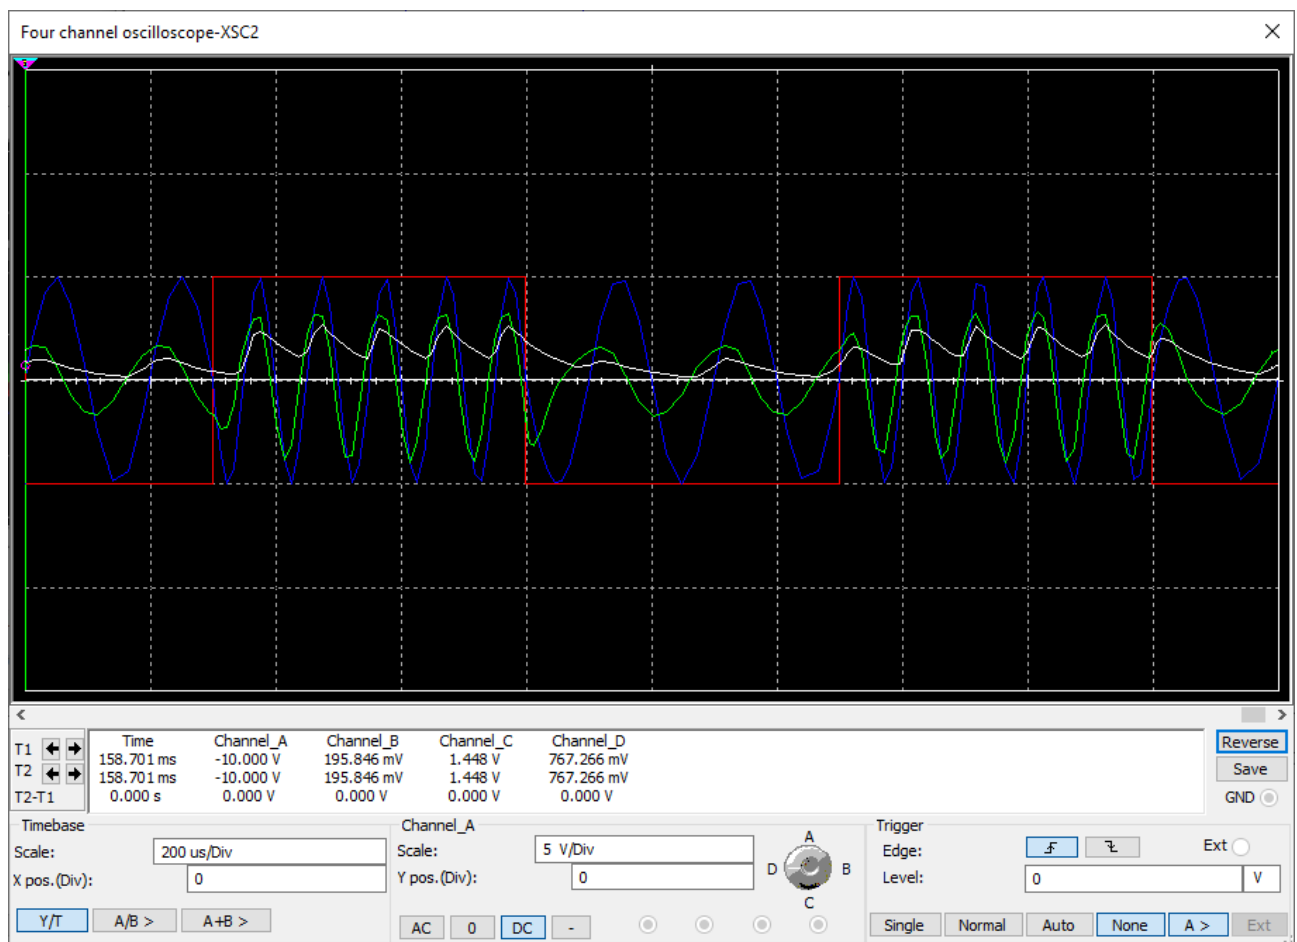 Four channel oscilloscope-XSC2
Time Channel_A Channel_B Channel_C Channel_D
T1 158.701 ms -10.000 V 195.846 mV 1.448 V 767.266 mV
T2 158.701 ms -10.000 V 195.846 mV 1.448 V 767.266 mV
T2-T1 0.000 s 0.000 V 0.000 V 0.000 V 0.000 V
Reverse
Save
GND
Timebase
Scale: 200 us/Div
X pos.(Div): 0
Y/T A/B > A+B >
Channel_A
Scale: 5 V/Div
Y pos.(Div): 0
AC 0 DC -
A
D B
C
Trigger
Edge: Ext
Level: 0 V
Single Normal Auto None A > Ext